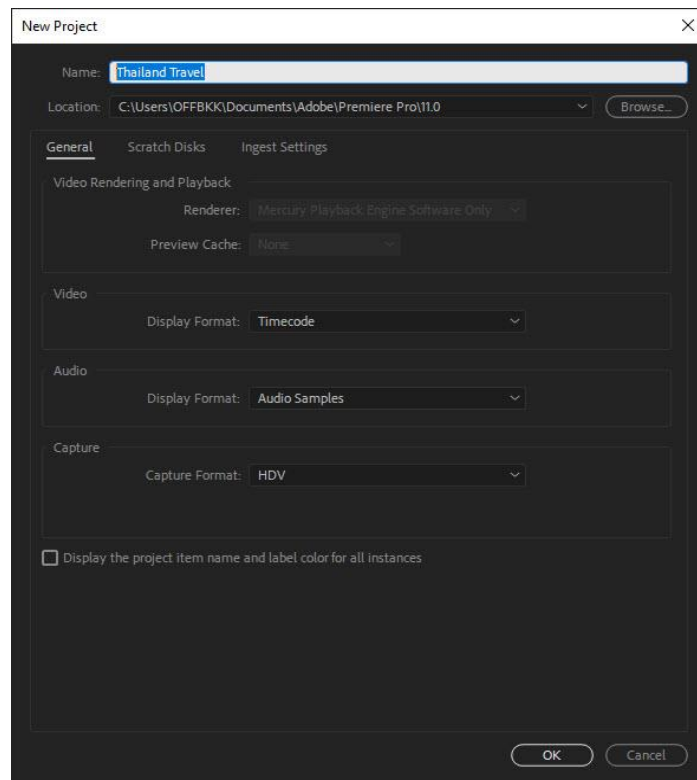 New Project
Name: Thailand Travel
Location: C:\Users\OFFBKK\Documents\Adobe\Premiere Pro\11.0 Browse...
General Scratch Disks Ingest Settings
Video Rendering and Playback
Renderer: Mercury Playback Engine Software Only
Preview Cache: None
Video
Display Format: Timecode
Audio
Display Format: Audio Samples
Capture
Capture Format: HDV
Display the project item name and label color for all instances
OK Cancel